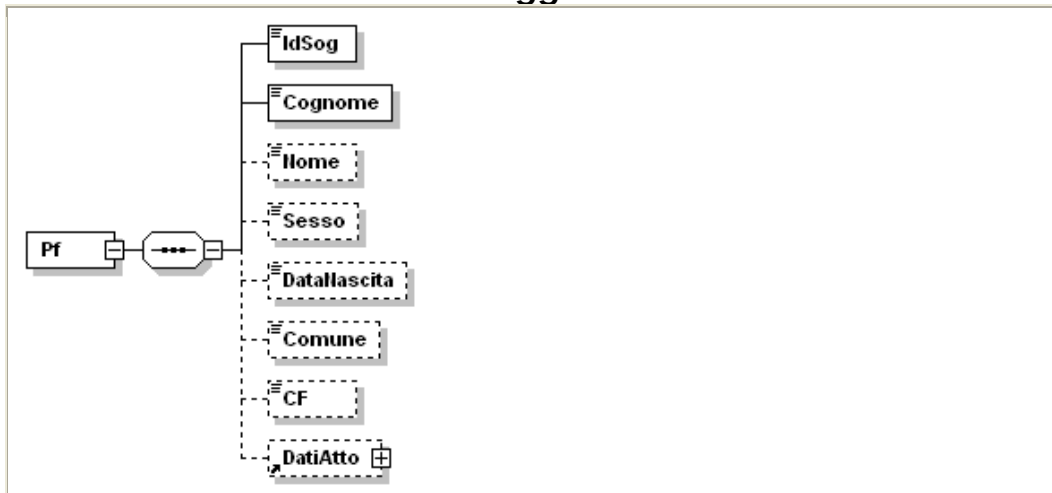 IdSog
Cognome
Nome
Sesso
Pf
DataNascita
Comune
CF
DatiAtto